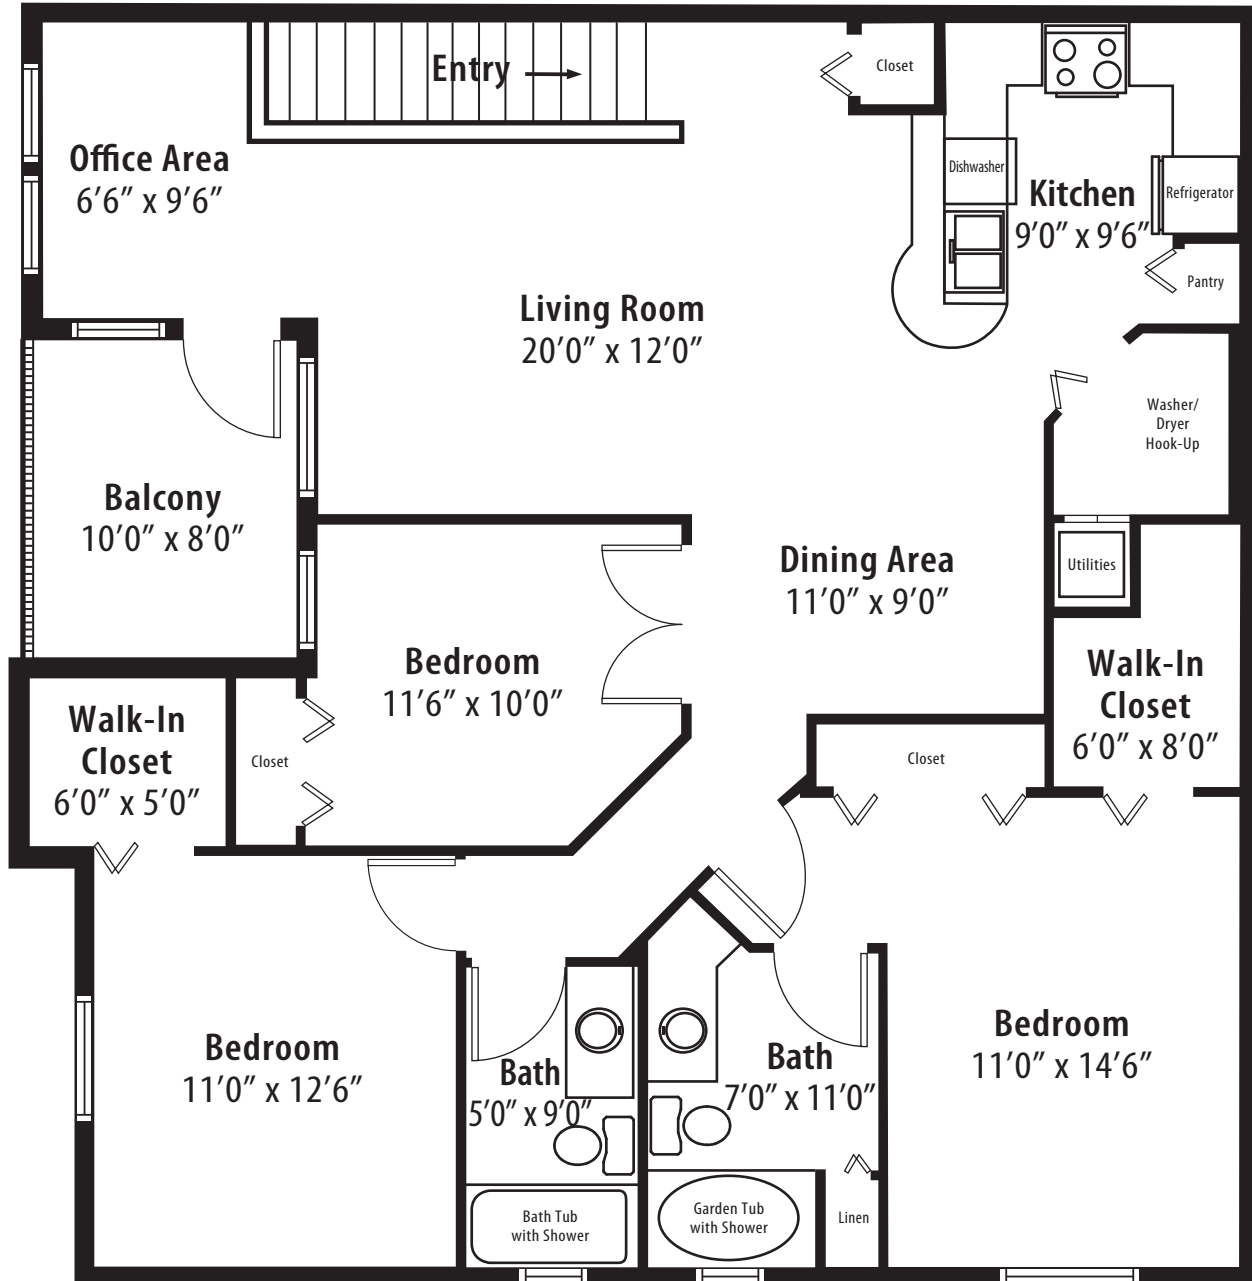 Entry
Closet
Office Area
6’6” x 9’6”
Dishwasher
Kitchen
9’0” x 9’6”
Refrigerator
Pantry
Living Room
20’0” x 12’0”
Washer/
Dryer
Hook-Up
Balcony
10’0” x 8’0”
Dining Area
11’0” x 9’0”
Utilities
Bedroom
11’6” x 10’0”
Walk-In
Closet
6’0” x 8’0”
Walk-In
Closet
6’0” x 5’0”
Closet
Closet
Bedroom
11’0” x 12’6”
Bath
5’0” x 9’0”
Bath
7’0” x 11’0”
Bedroom
11’0” x 14’6”
Bath Tub
with Shower
Garden Tub
with Shower
Linen